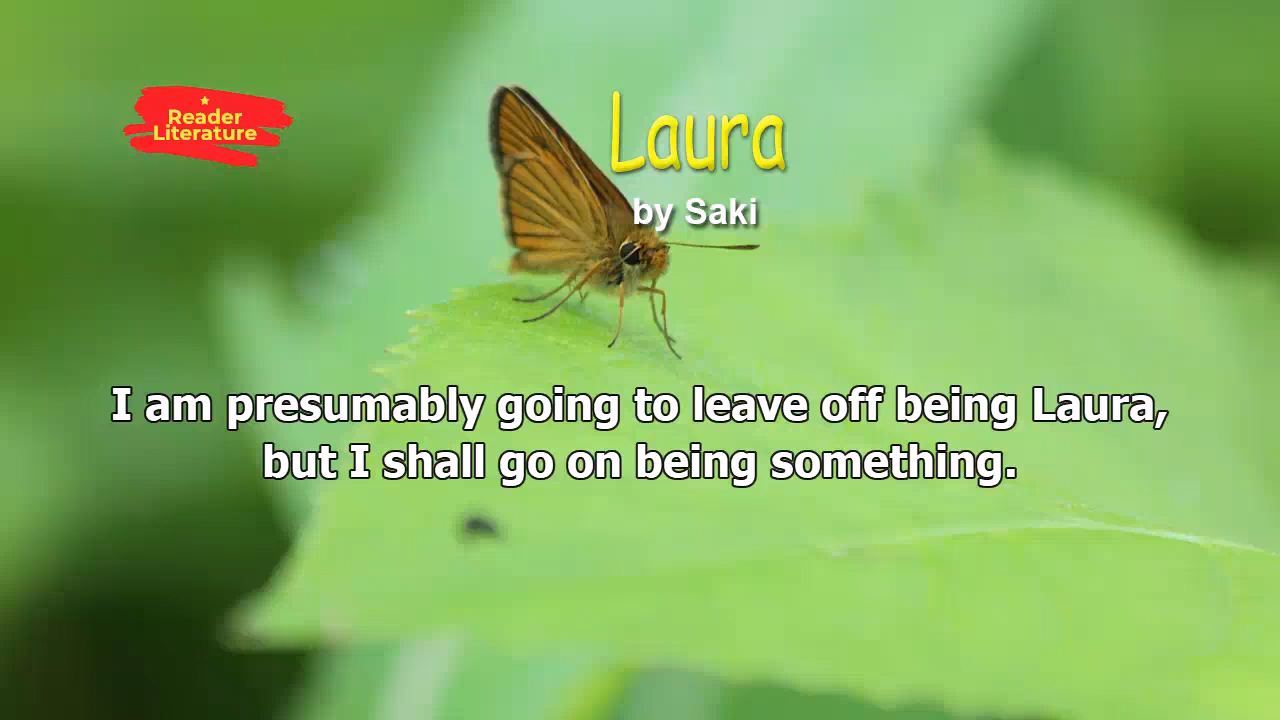 Reader
Literature
Laura
by Saki
I am presumably going to leave off being Laura,
but I shall go on being something.